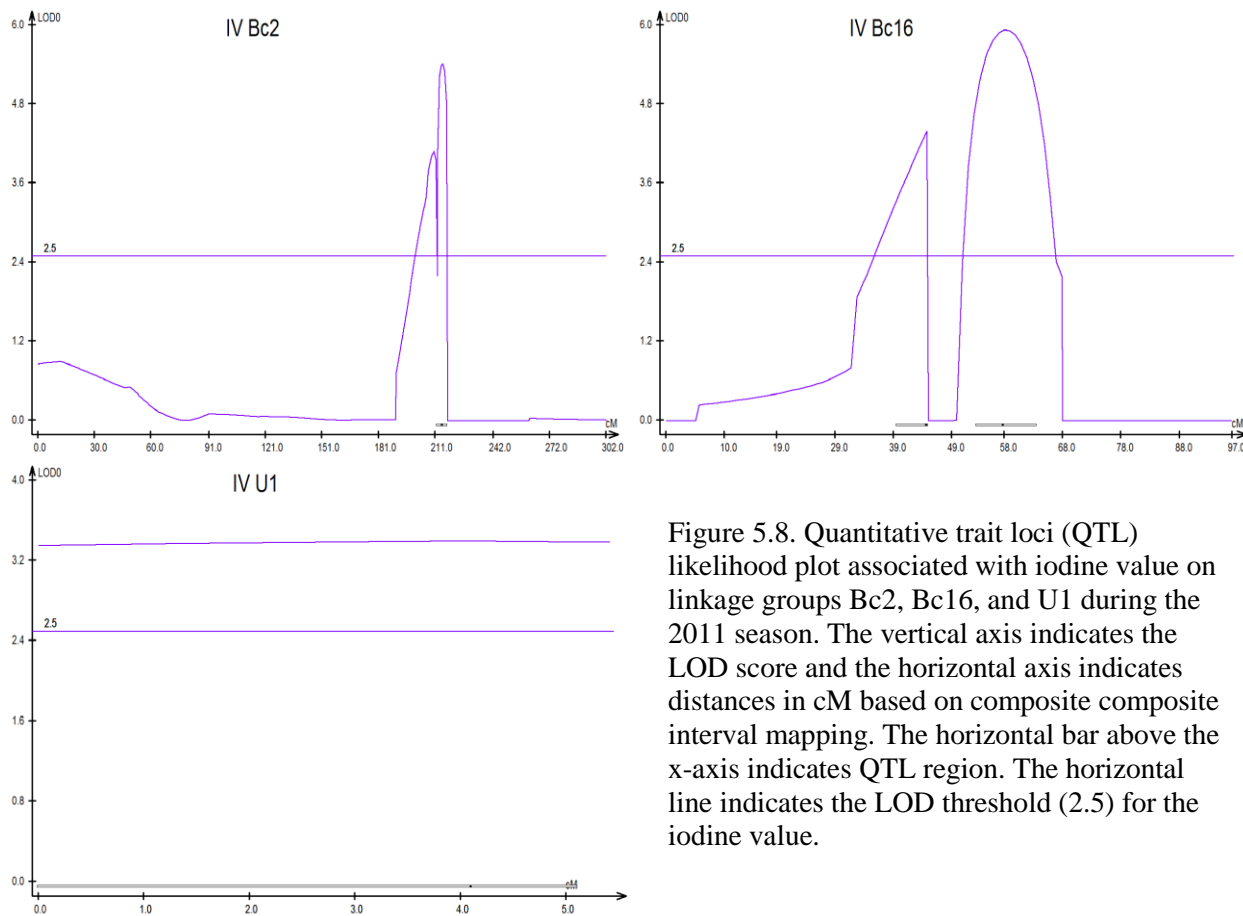 LOD0
IV Bc2
6.0
4.8
3.6
2.5
2.4
1.2
0.0
cM
0.0 30.0 60.0 91.0 121.0 151.0 181.0 211.0 242.0 272.0 302.0
LOD0
IV Bc16
6.0
4.8
3.6
2.5
2.4
1.2
0.0
cM
0.0 10.0 19.0 29.0 39.0 49.0 58.0 68.0 78.0 88.0 97.0
LOD0
IV U1
4.0
3.2
2.5
2.4
1.6
0.8
0.0
cM
0.0 1.0 2.0 3.0 4.0 5.0
Figure 5.8. Quantitative trait loci (QTL)
likelihood plot associated with iodine value on
linkage groups Bc2, Bc16, and U1 during the
2011 season. The vertical axis indicates the
LOD score and the horizontal axis indicates
distances in cM based on composite composite
interval mapping. The horizontal bar above the
x-axis indicates QTL region. The horizontal
line indicates the LOD threshold (2.5) for the
iodine value.